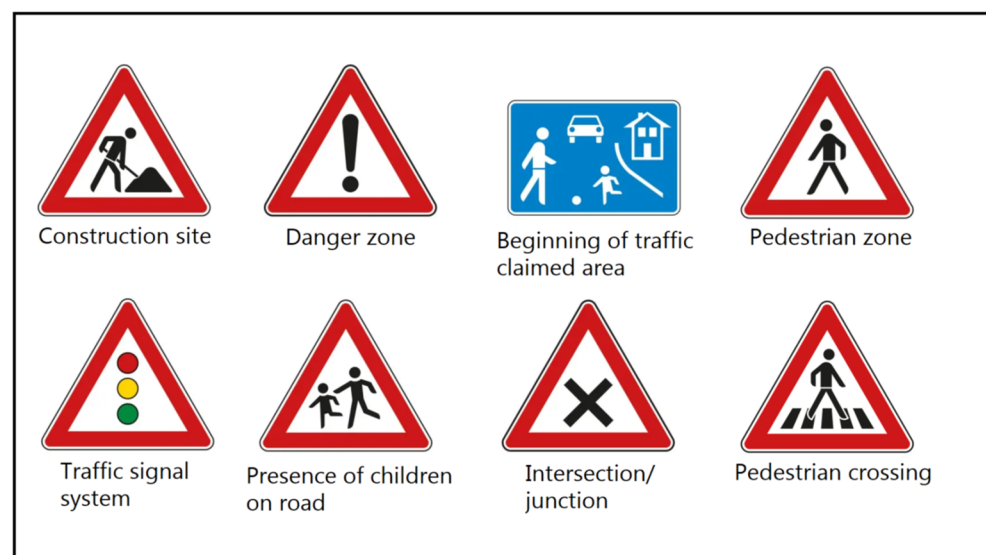 Construction site
Danger zone
Beginning of traffic
claimed area
Pedestrian zone
Traffic signal
system
Presence of children
on road
Intersection/
junction
Pedestrian crossing